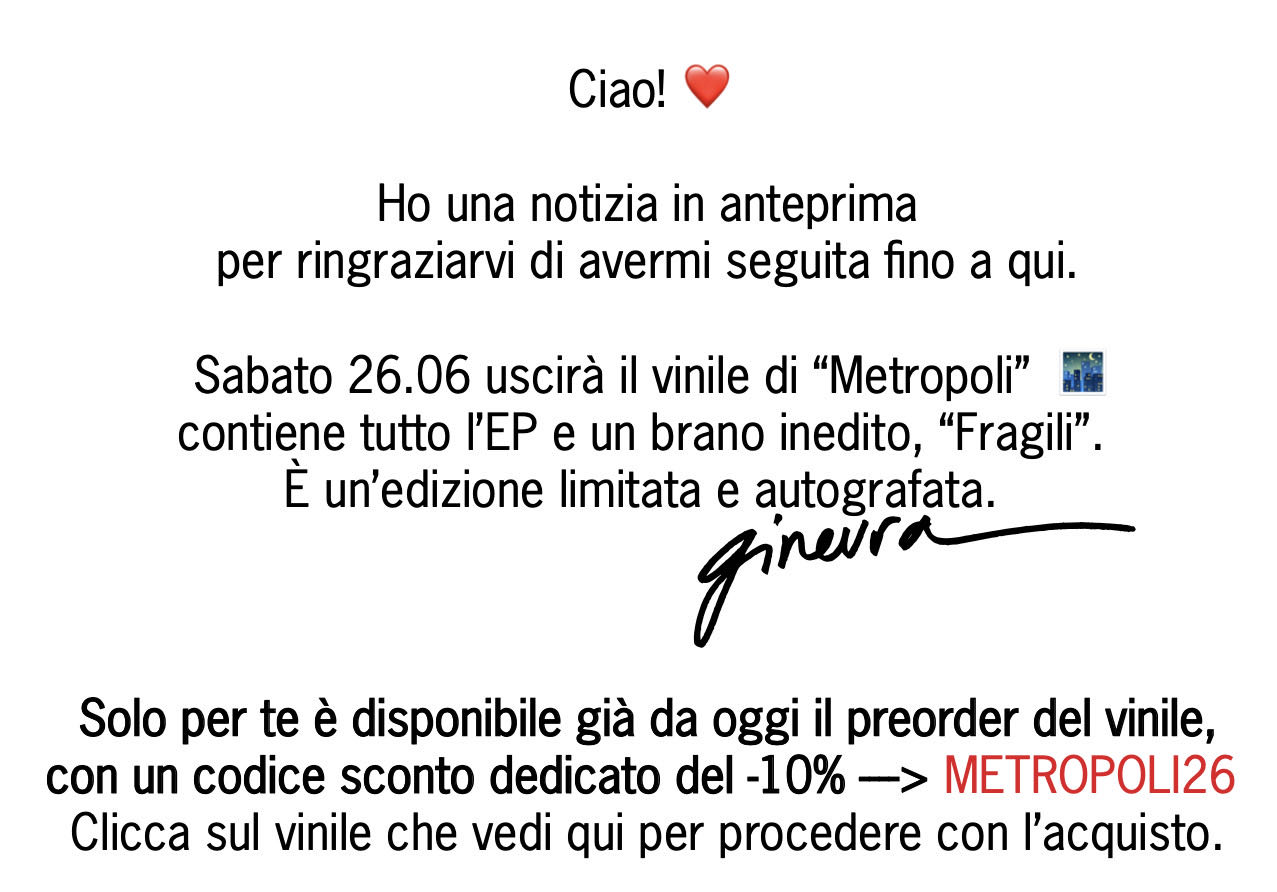 Ciao! ❤️
Ho una notizia in anteprima
per ringraziarvi di avermi seguita fino a qui.
Sabato 26.06 uscirà il vinile di “Metropoli” 🌃
contiene tutto l’EP e un brano inedito, “Fragili”.
È un’edizione limitata e autografata.
ginevra
Solo per te è disponibile già da oggi il preorder del vinile,
con un codice sconto dedicato del -10% —> METROPOLI26
Clicca sul vinile che vedi qui per procedere con l’acquisto.